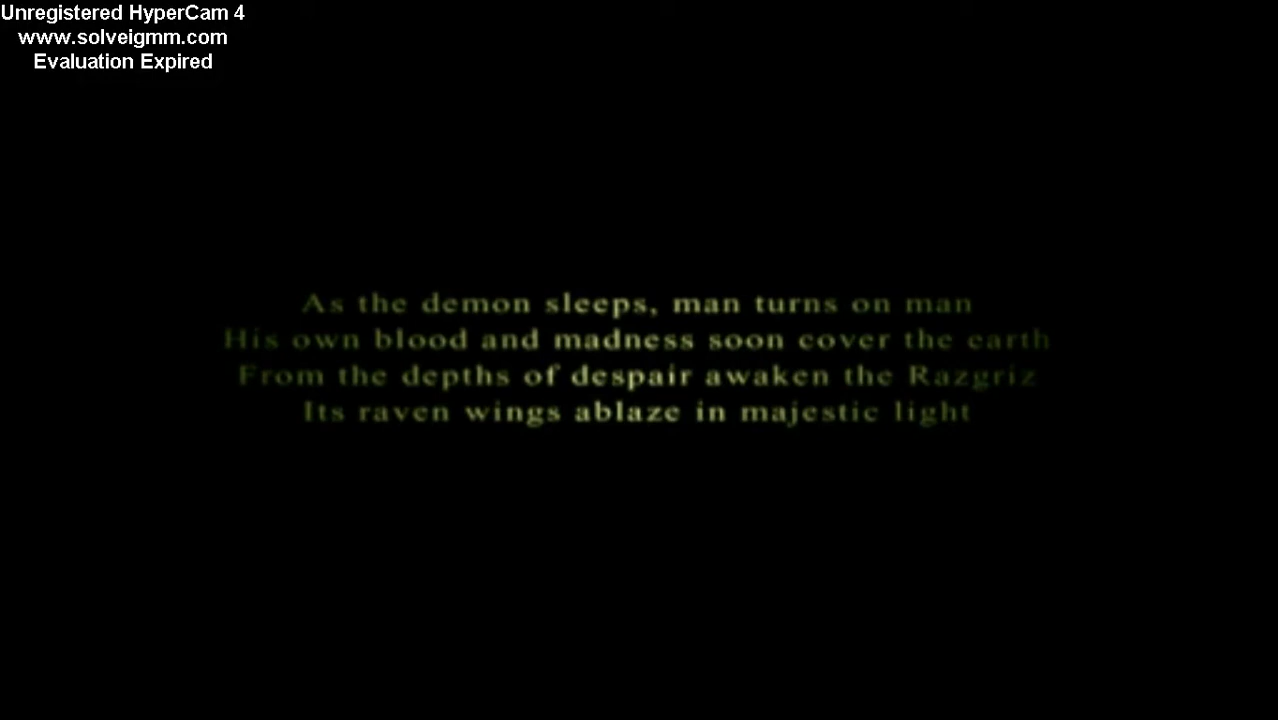 Unregistered HyperCam 4
www.solveigmm.com
Evaluation Expired
As the demon sleeps, man turns on man
His own blood and madness soon cover the earth
From the depths of despair awaken the Razgriz
Its raven wings ablaze in majestic light